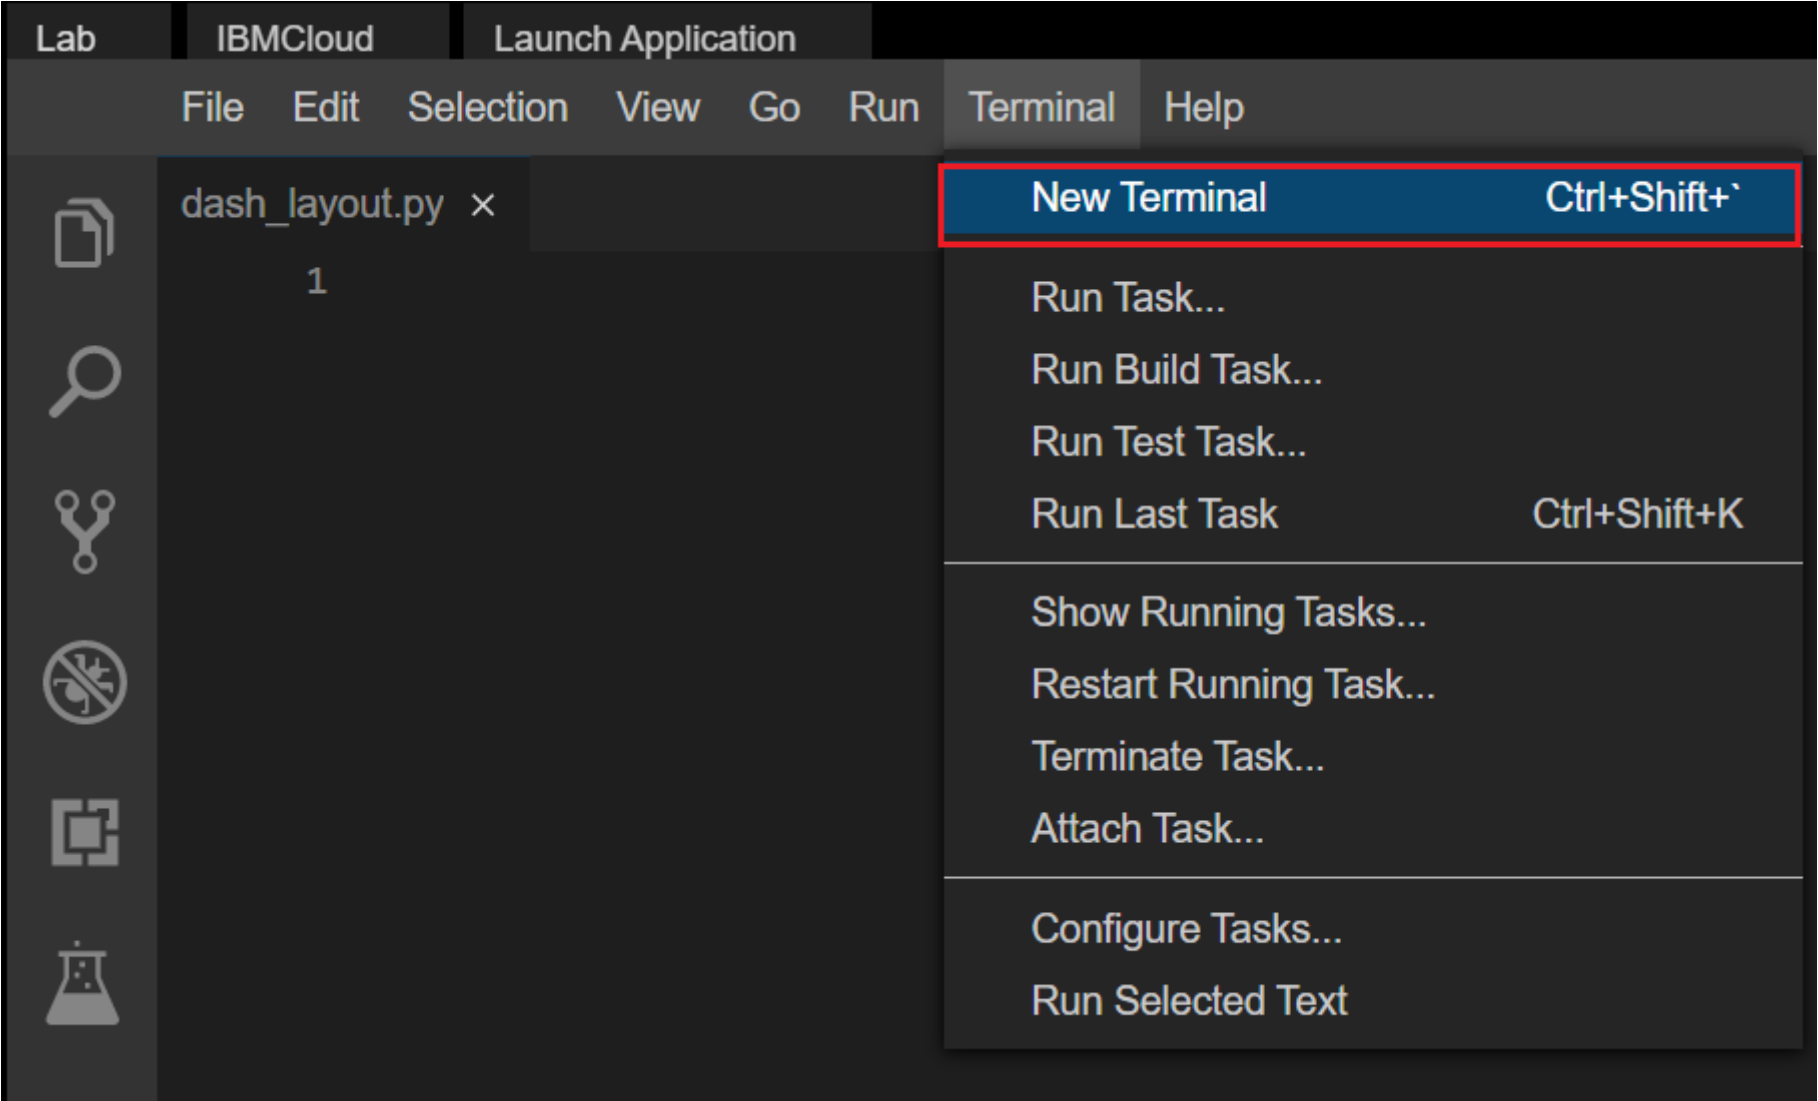 Lab IBMCloud Launch Application
File Edit Selection View Go Run Terminal Help
dash_layout.py ×
1
New Terminal Ctrl+Shift+`
Run Task...
Run Build Task...
Run Test Task...
Run Last Task Ctrl+Shift+K
Show Running Tasks...
Restart Running Task...
Terminate Task...
Attach Task...
Configure Tasks...
Run Selected Text